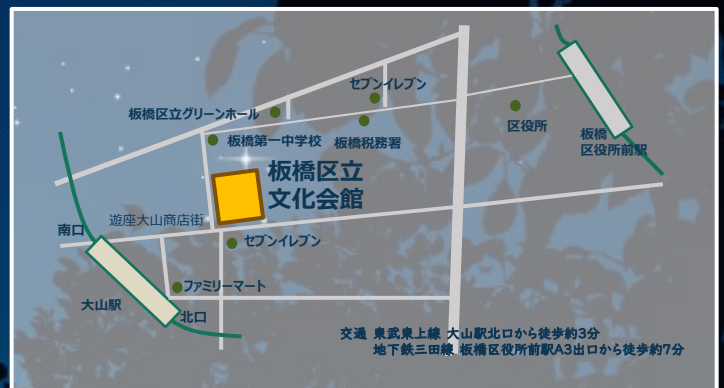 セブンイレブン
板橋区立グリーンホール
区役所
板橋
区役所前駅
板橋第一中学校
板橋税務署
板橋区立
文化会館
遊座大山商店街
南口
セブンイレブン
ファミリーマート
大山駅
北口
交通 東武東上線 大山駅北口から徒歩約3分
地下鉄三田線 板橋区役所前駅A3出口から徒歩約7分